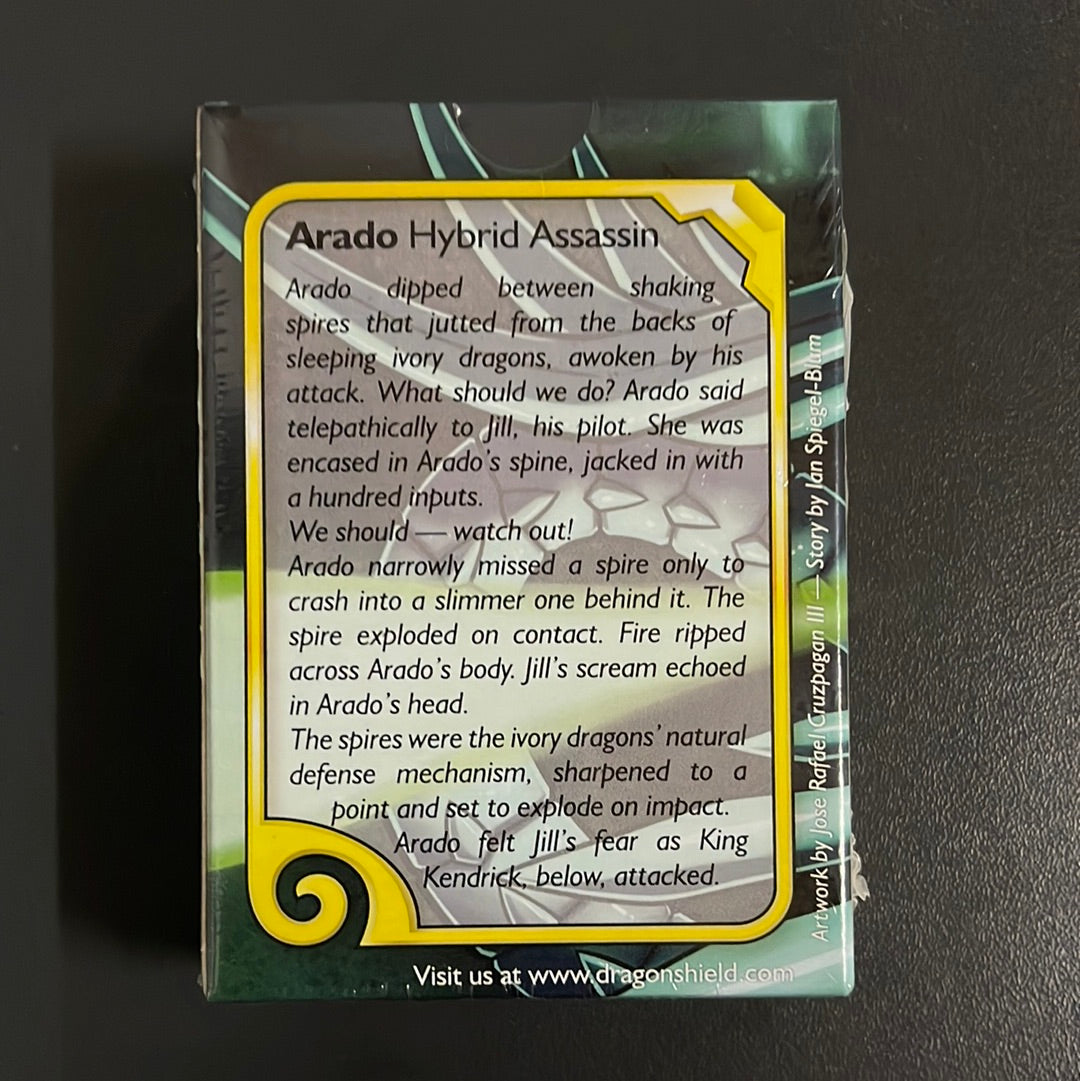 Arado Hybrid Assassin
Arado dipped between shaking
spires that jutted from the backs of
sleeping ivory dragons, awoken by his
attack. What should we do? Arado said
telepathically to Jill, his pilot. She was
encased in Arado's spine, jacked in with
a hundred inputs.
We should — watch out!
Arado narrowly missed a spire only to
crash into a slimmer one behind it. The
spire exploded on contact. Fire ripped
across Arado's body. Jill's scream echoed
in Arado's head.
The spires were the ivory dragons' natural
defense mechanism, sharpened to a
point and set to explode on impact.
Arado felt Jill's fear as King
Kendrick, below, attacked.
Visit us at www.dragonshield.com
Artwork by Jose Rafael Cruzpagan III — Story by Ian Spiegel-Blum